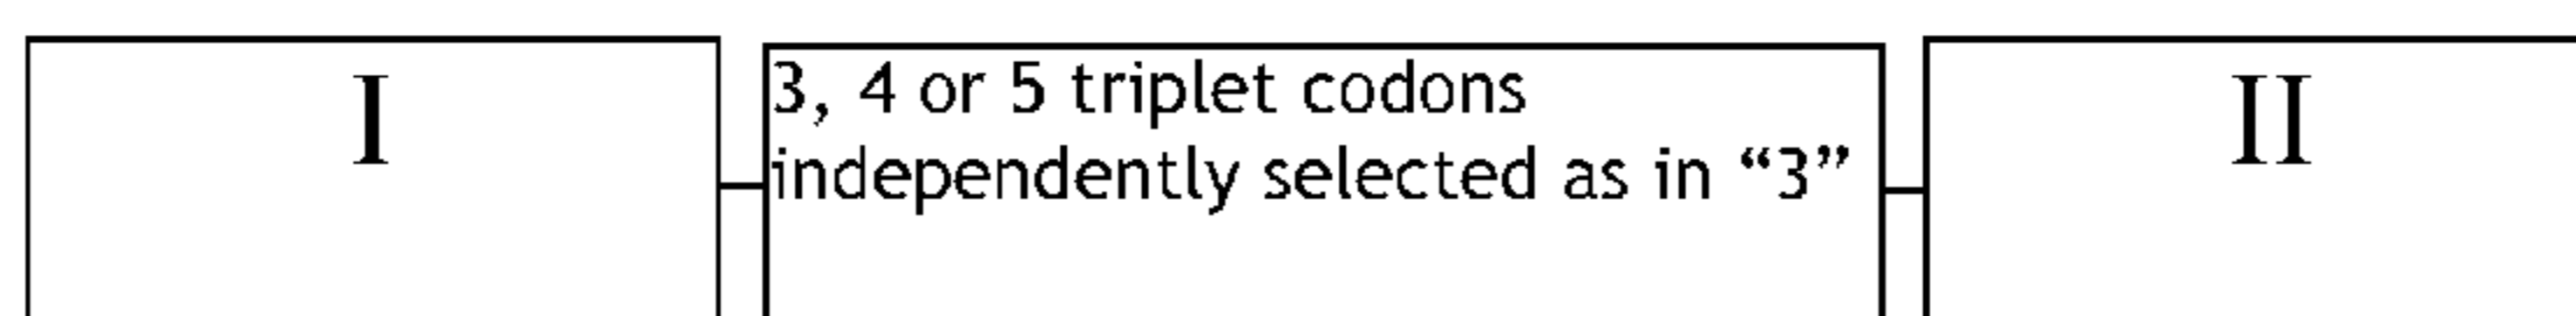 I
3, 4 or 5 triplet codons
independently selected as in “3”
II